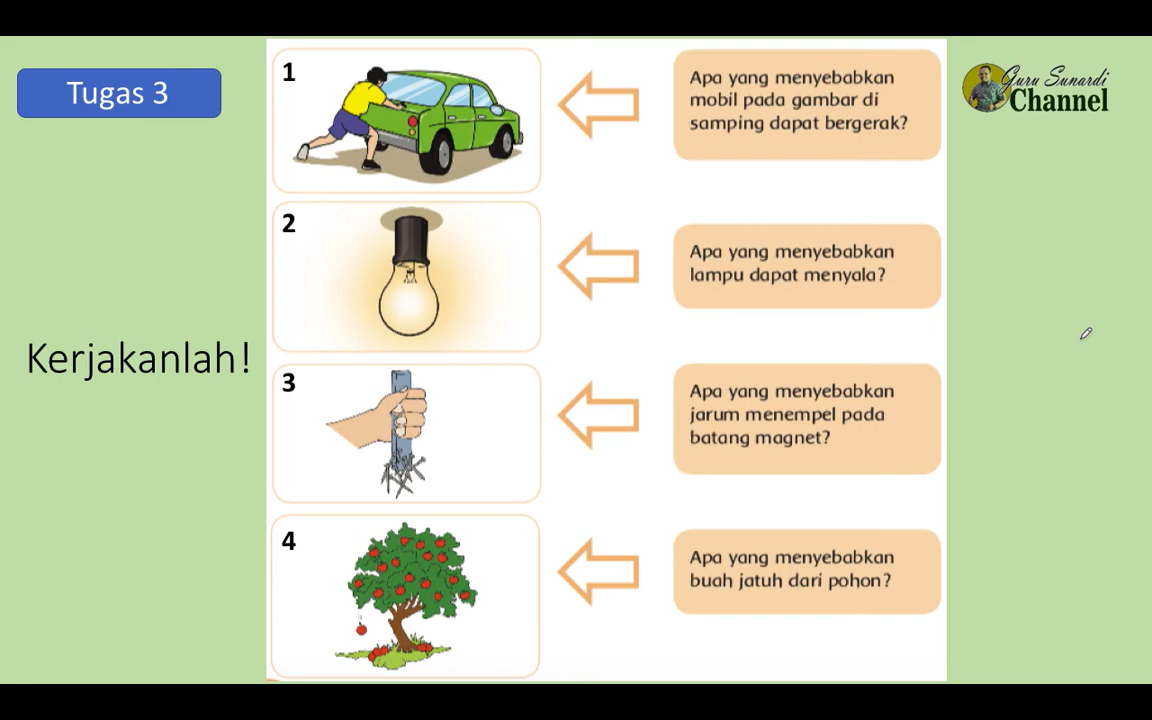 Tugas 3
Kerjakanlah!
1
Apa yang menyebabkan
mobil pada gambar di
samping dapat bergerak?
2
Apa yang menyebabkan
lampu dapat menyala?
3
Apa yang menyebabkan
jarum menempel pada
batang magnet?
4
Apa yang menyebabkan
buah jatuh dari pohon?
Guru Sunardi
Channel